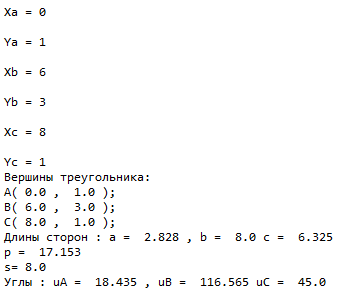 Xa = 0
Ya = 1
Xb = 6
Yb = 3
Xc = 8
Yc = 1
Вершины треугольника:
A( 0.0 ,  1.0 );
B( 6.0 ,  3.0 );
C( 8.0 ,  1.0 );
Длины сторон : a =  2.828 , b =  8.0 c =  6.325
p =  17.153
s= 8.0
Углы : uA =  18.435 , uB =  116.565 uC =  45.0